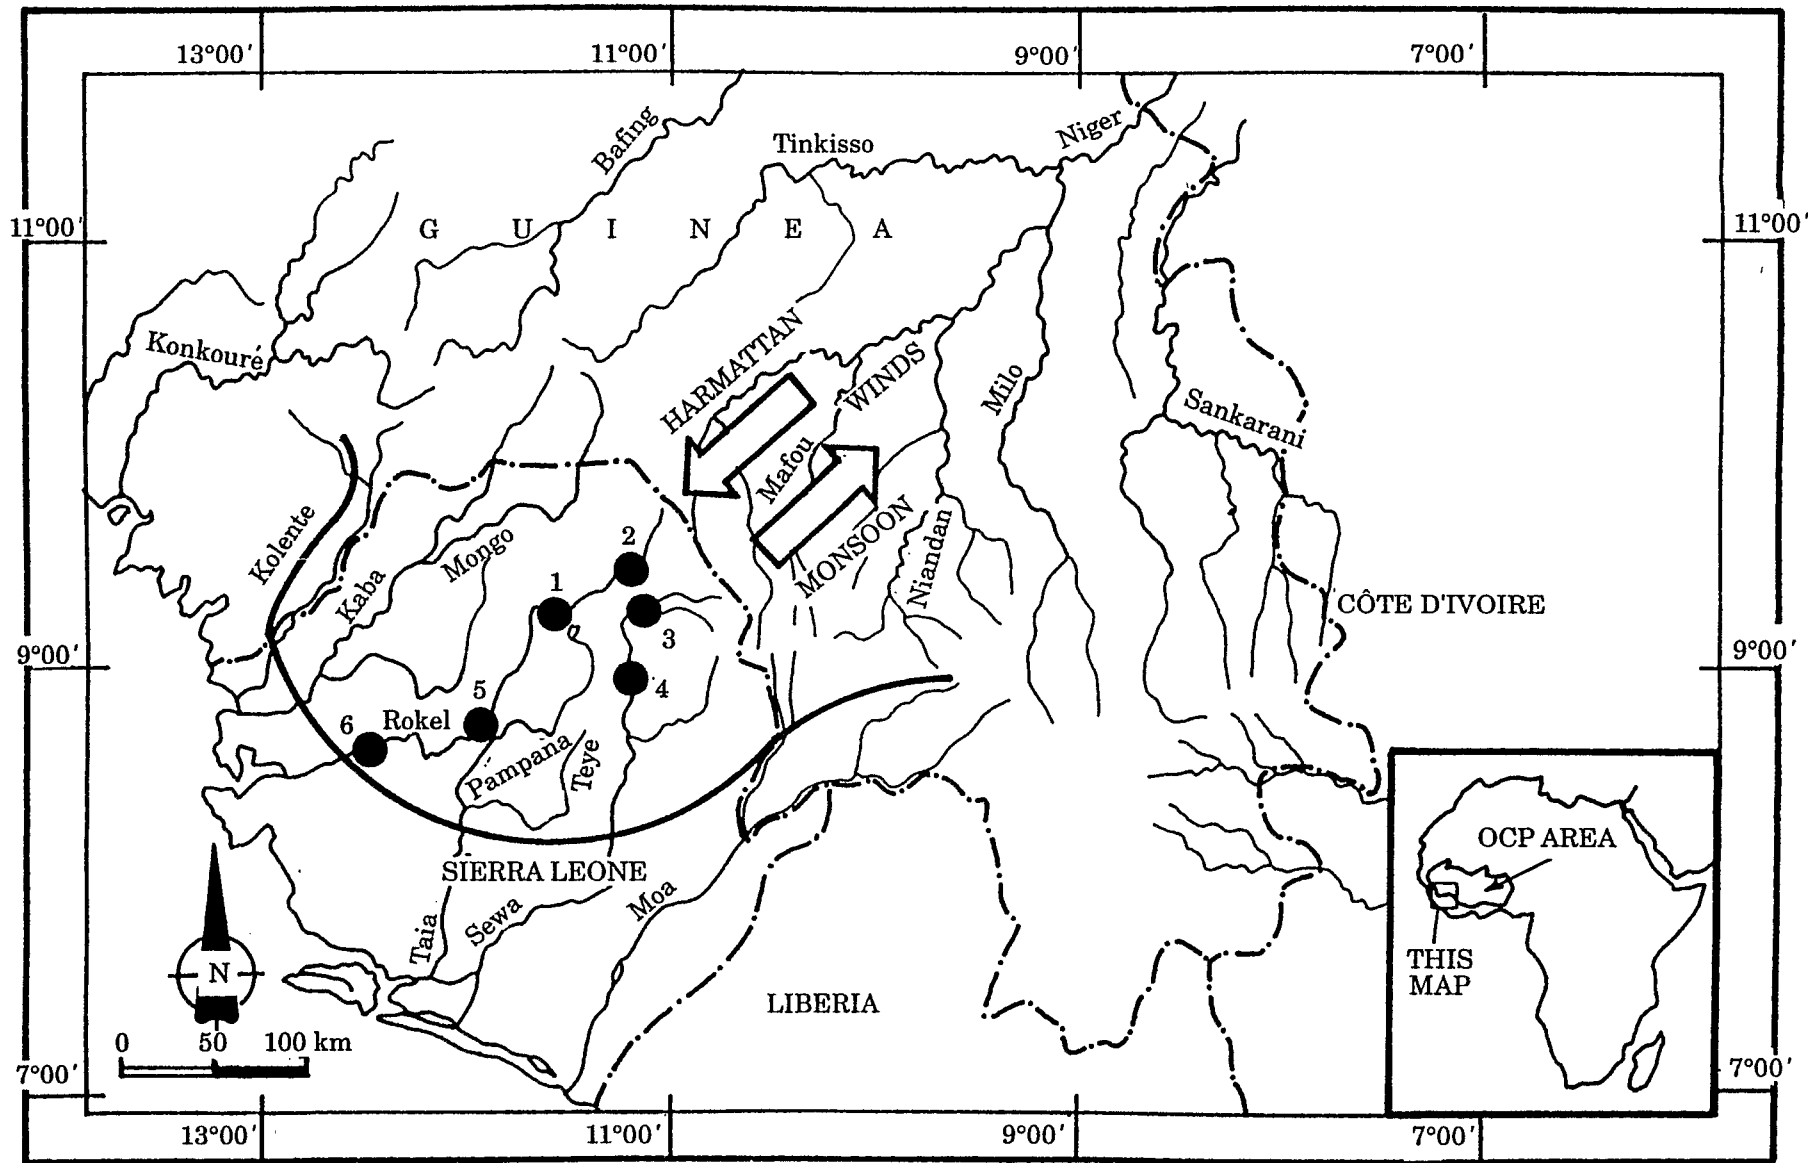 13°00'
11°00'
9°00'
7°00'
Bafing
Tinkisso
Niger
11°00'
G U I N E A
11°00'
Konkouré
HARMATTAN
WINDS
Milo
Sankarani
Mafou
MONSOON
Niandan
Kolente
Kaba
Mongo
2
1
3
CÔTE D'IVOIRE
9°00'
9°00'
4
5
6
Rokel
Pampana
Teye
SIERRA LEONE
Taia
Sewa
Moa
LIBERIA
OCP AREA
THIS
MAP
N
0 50 100 km
7°00'
7°00'
13°00'
11°00'
9°00'
7°00'